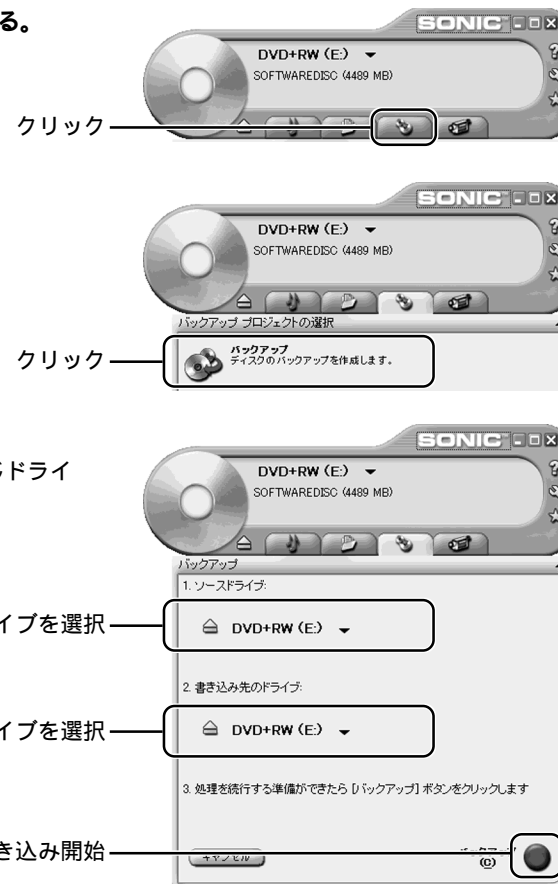 る。
SONIC
DVD+RW (E:)
SOFTWAREDISC (4489 MB)
クリック
SONIC
DVD+RW (E:)
SOFTWAREDISC (4489 MB)
バックアップ プロジェクトの選択
クリック
バックアップ
ディスクのバックアップを作成します。
SONIC
ドライ
DVD+RW (E:)
SOFTWAREDISC (4489 MB)
バックアップ
1. ソースドライブ:
イブを選択
DVD+RW (E:)
2. 書き込み先のドライブ:
イブを選択
DVD+RW (E:)
3. 処理を続行する準備ができたら [バックアップ] ボタンをクリックします
き込み開始
キャンセル
(C)